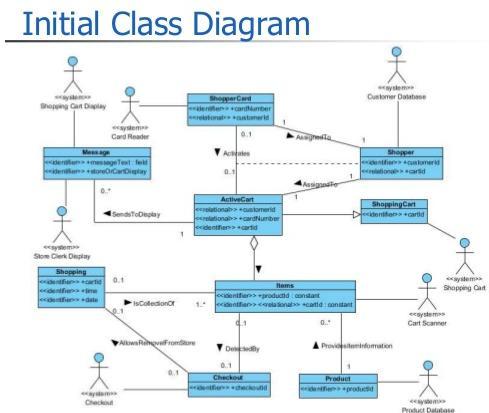 Initial Class Diagram
<<system>>
Shopping Cart Display
<<system>>
Card Reader
ShopperCard
<<identifier>> +cardNumber
<<relational>> +customerId
<<system>>
Customer Database
1
AssignedTo
1
0..1
Activates
0..1
Message
<<identifier>> +messageText : field
<<identifier>> +storeOrCartDisplay
Shopper
<<identifier>> +customerId
<<relational>> +cartId
0..*
SendsToDisplay
1
1
AssignedTo
1
ActiveCart
<<relational>> +customerId
<<relational>> +cardNumber
<<identifier>> +cartId
ShoppingCart
<<identifier>> +cartId
<<system>>
Store Clerk Display
<<system>>
Shopping Cart
Shopping
<<identifier>> +cartId
<<identifier>> +time
<<identifier>> +date
0..1
IsCollectionOf
1..*
Items
<<identifier>> +productId : constant
<<identifier>> <<relational>> +cartId : constant
<<system>>
Cart Scanner
0..1
AllowsRemoveFromStore
0..1
0..1
DetectedBy
0..1
0..*
ProvidesItemInformation
1
Checkout
<<identifier>> +checkoutId
Product
<<identifier>> +productId
<<system>>
Checkout
<<system>>
Product Database